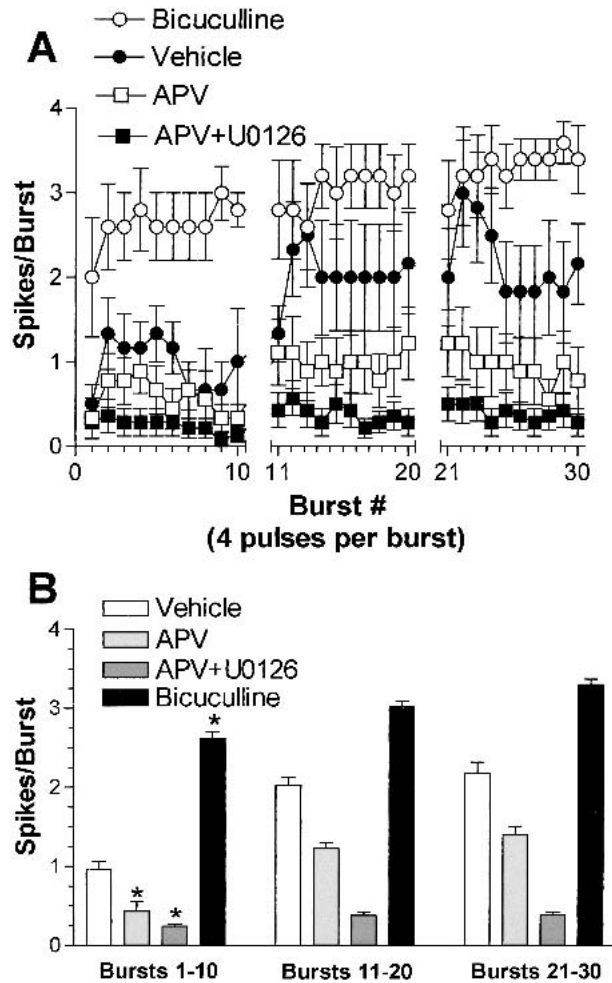 A
Bicuculline
Vehicle
APV
APV+U0126
Spikes/Burst
4
3
2
1
0
0 10 11 20 21 30
Burst #
(4 pulses per burst)
B
Vehicle
APV
APV+U0126
Bicuculline
Spikes/Burst
4
3
2
1
0
* * *
Bursts 1-10 Bursts 11-20 Bursts 21-30